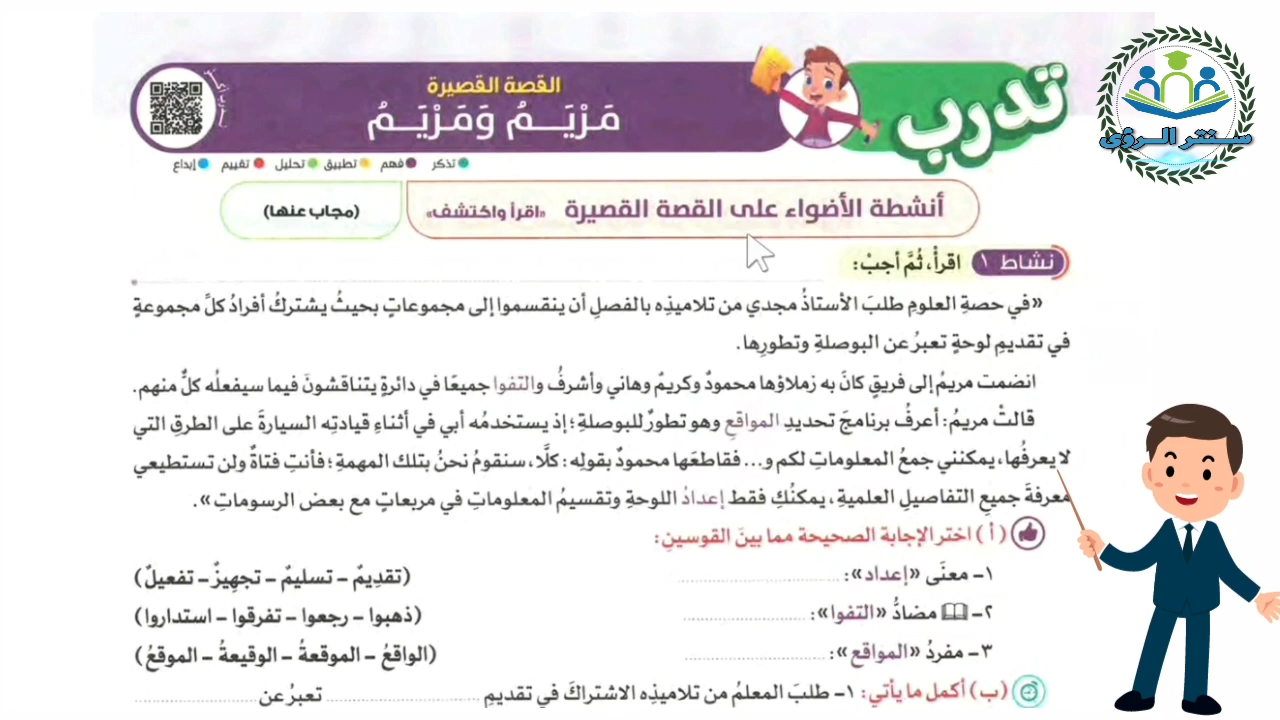 سنتر الرؤى
تدرب
القصة القصيرة
مَرْيَـمُ وَمَرْيَـمُ
تذكر فهم تطبيق تحليل تقييم إبداع
أنشطة الأضواء على القصة القصيرة «اقرأ واكتشف» (مجاب عنها)
نشاط ١ اقرأْ، ثُمَّ أجبْ:
«في حصةِ العلومِ طلبَ الأستاذُ مجدي من تلاميذِه بالفصلِ أن ينقسموا إلى مجموعاتٍ بحيثُ يشتركُ أفرادُ كلِّ مجموعةٍ
في تقديمِ لوحةٍ تعبرُ عن البوصلةِ وتطورِها.
انضمت مريمُ إلى فريقٍ كانَ به زملاؤها محمودٌ وكريمٌ وهاني وأشرفُ والتفوا جميعًا في دائرةٍ يتناقشونَ فيما سيفعلُه كلٌّ منهم.
قالتْ مريمُ: أعرفُ برنامجَ تحديدِ المواقعِ وهو تطورٌ للبوصلةِ؛ إذ يستخدمُه أبي في أثناءِ قيادتِه السيارةَ على الطرقِ التي
لا يعرفُها، يمكنني جمعُ المعلوماتِ لكم و... فقاطعَها محمودٌ بقولِه: كلَّا، سنقومُ نحنُ بتلك المهمةِ؛ فأنتِ فتاةٌ ولن تستطيعي
معرفةَ جميعِ التفاصيلِ العلميةِ، يمكنُكِ فقط إعدادُ اللوحةِ وتقسيمُ المعلوماتِ في مربعاتٍ مع بعض الرسوماتِ».
(أ) اختر الإجابة الصحيحة مما بينَ القوسينِ:
١- معنَى «إعداد»: .................... (تقدِيمٌ – تسليمٌ – تجهِيزٌ – تفعيلٌ)
٢- مضادُّ «التفوا»: .................... (ذهبوا – رجعوا – تفرقوا – استداروا)
٣- مفردُ «المواقع»: .................... (الواقعُ – الموقعةُ – الوقيعةُ – الموقعُ)
(ب) أكمل ما يأتي: ١- طلبَ المعلمُ من تلاميذِه الاشتراكَ في تقديمِ .................... تعبرُ عن ....................